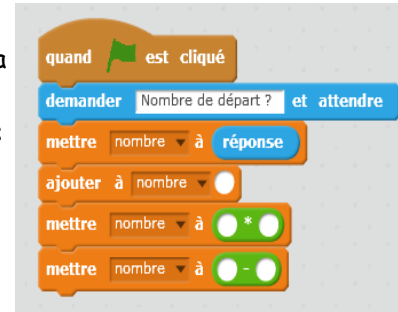 quand est cliqué
demander Nombre de départ ? et attendre
mettre nombre à réponse
ajouter à nombre
mettre nombre à *
mettre nombre à -